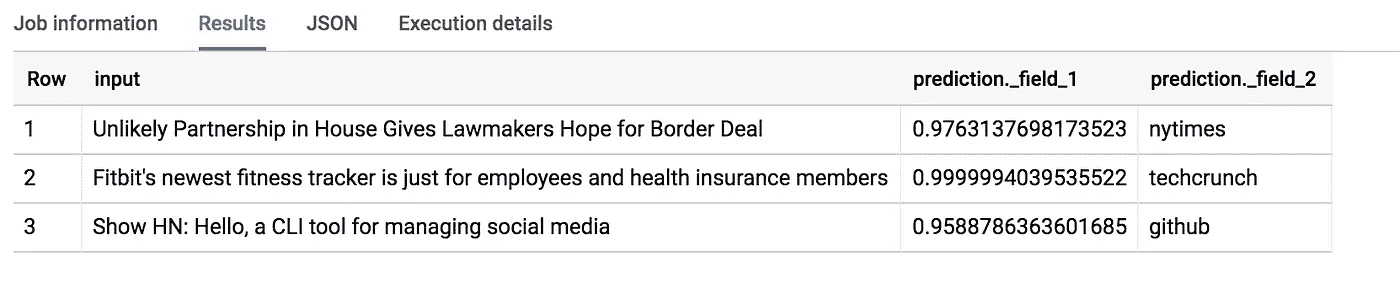 Job information Results JSON Execution details
Row input prediction._field_1 prediction._field_2
1 Unlikely Partnership in House Gives Lawmakers Hope for Border Deal 0.9763137698173523 nytimes
2 Fitbit's newest fitness tracker is just for employees and health insurance members 0.9999994039535522 techcrunch
3 Show HN: Hello, a CLI tool for managing social media 0.9588786363601685 github